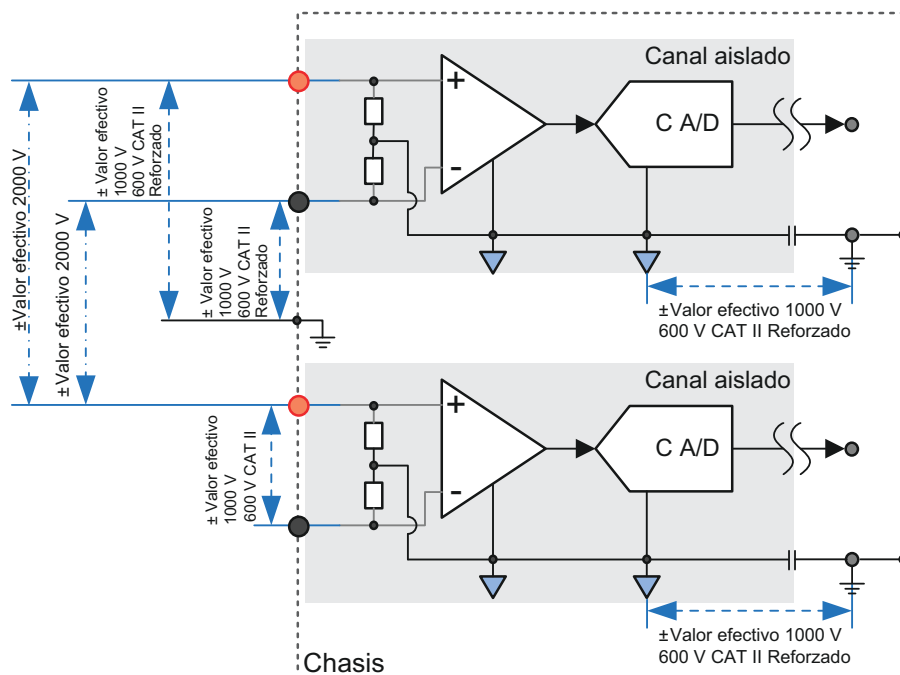 Canal aislado
+
-
C A/D
±Valor efectivo 2000 V
± Valor efectivo 2000 V
± Valor efectivo
1000 V
600 V CAT II
Reforzado
± Valor efectivo
1000 V
600 V CAT II
Reforzado
±Valor efectivo 1000 V
600 V CAT II Reforzado
Canal aislado
+
-
C A/D
± Valor efectivo
1000 V
600 V CAT II
±Valor efectivo 1000 V
600 V CAT II Reforzado
Chasis